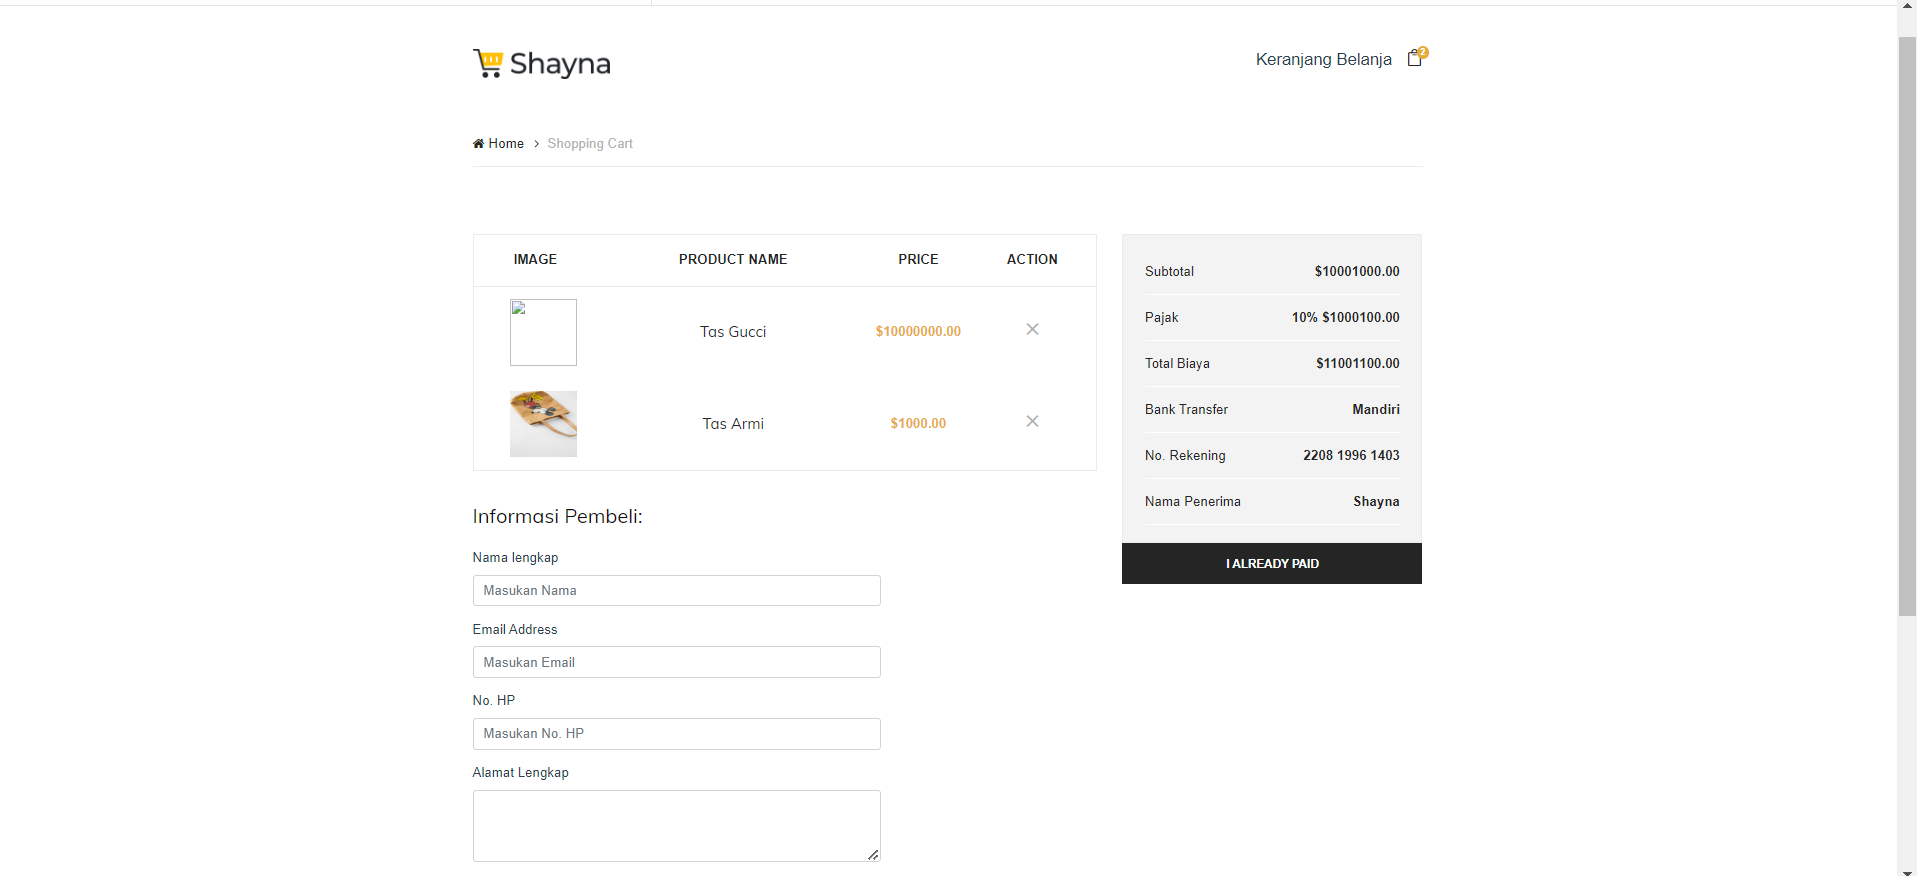 Shayna
Keranjang Belanja 2
Home > Shopping Cart
IMAGE PRODUCT NAME PRICE ACTION
Tas Gucci $10000000.00
Tas Armi $1000.00
Subtotal $10001000.00
Pajak 10% $1000100.00
Total Biaya $11001100.00
Bank Transfer Mandiri
No. Rekening 2208 1996 1403
Nama Penerima Shayna
I ALREADY PAID
Informasi Pembeli:
Nama lengkap
Masukan Nama
Email Address
Masukan Email
No. HP
Masukan No. HP
Alamat Lengkap